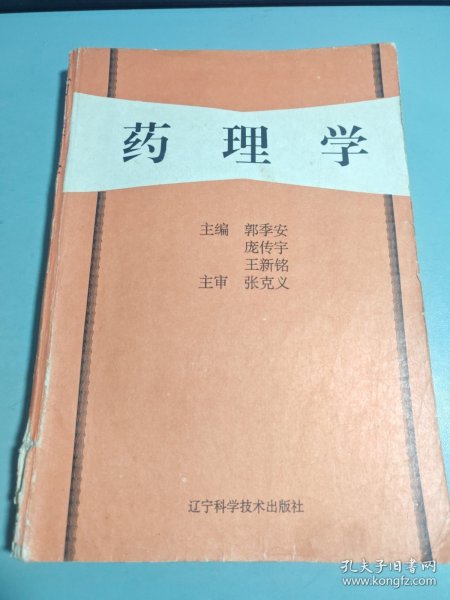 药理学
主编 郭季安
庞传宇
王新铭
主审 张克义
辽宁科学技术出版社
孔夫子旧书网
www.kongfz.com